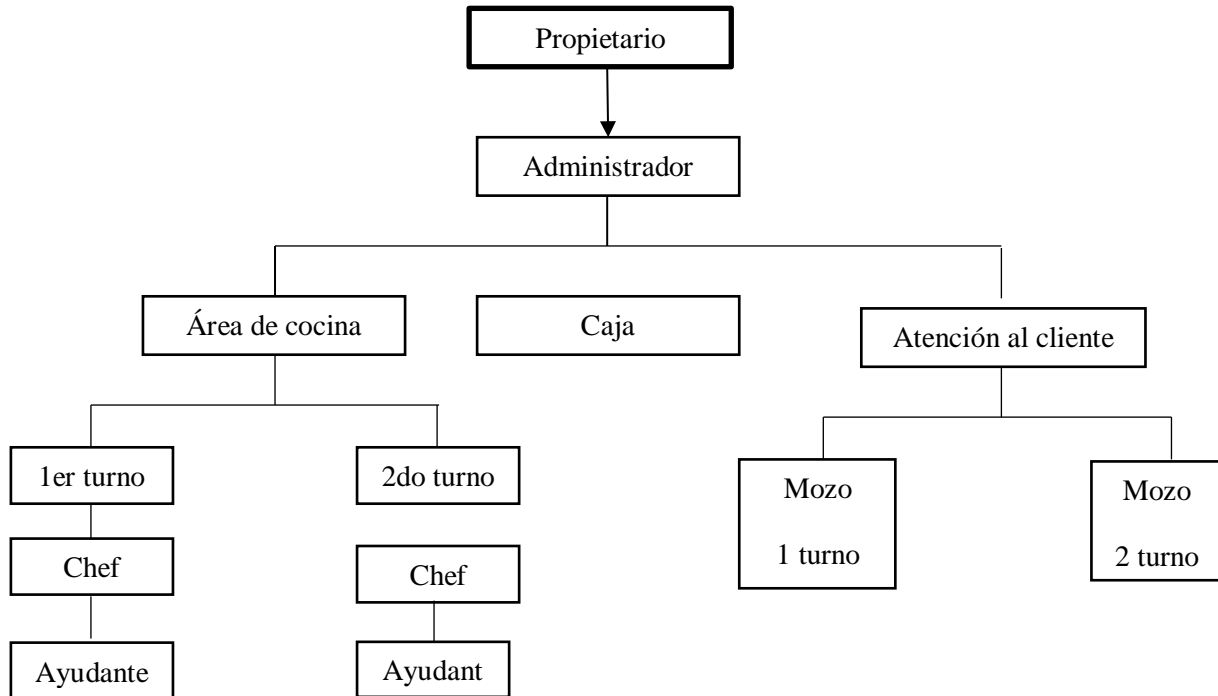 Propietario
Administrador
Área de cocina
Caja
Atención al cliente
1er turno
2do turno
Mozo
1 turno
Mozo
2 turno
Chef
Chef
Ayudante
Ayudant